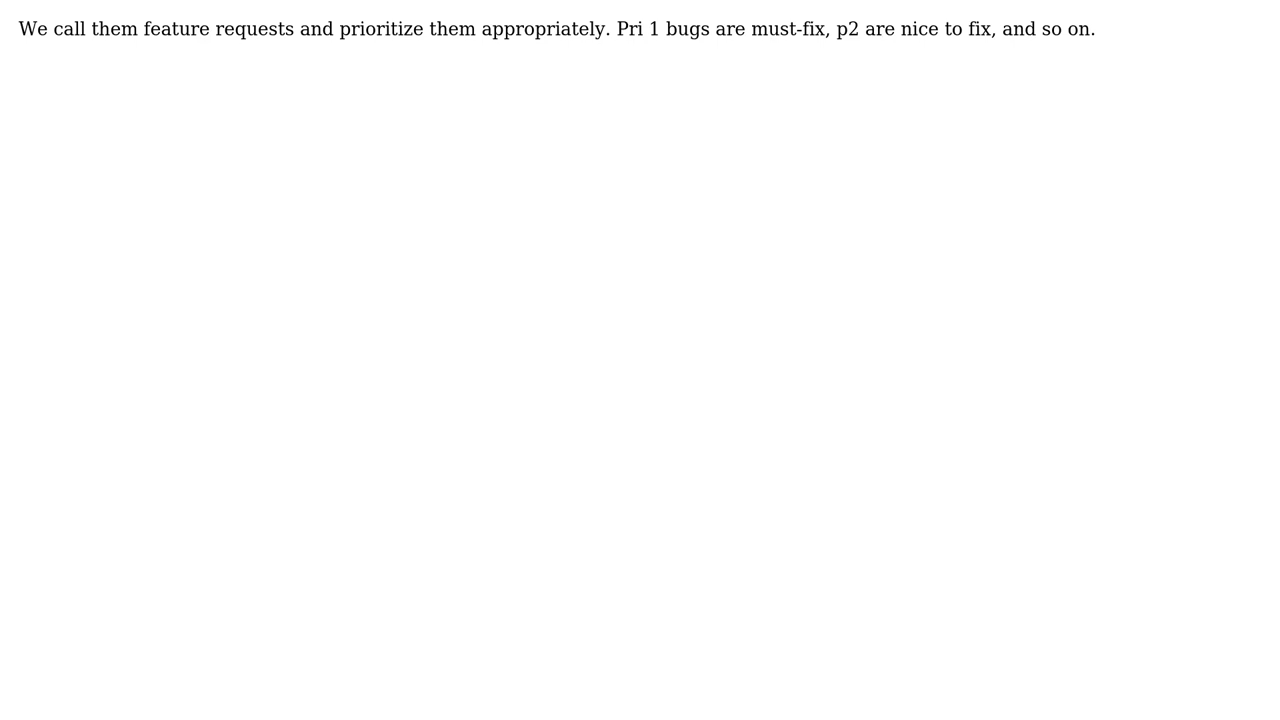 We call them feature requests and prioritize them appropriately. Pri 1 bugs are must-fix, p2 are nice to fix, and so on.